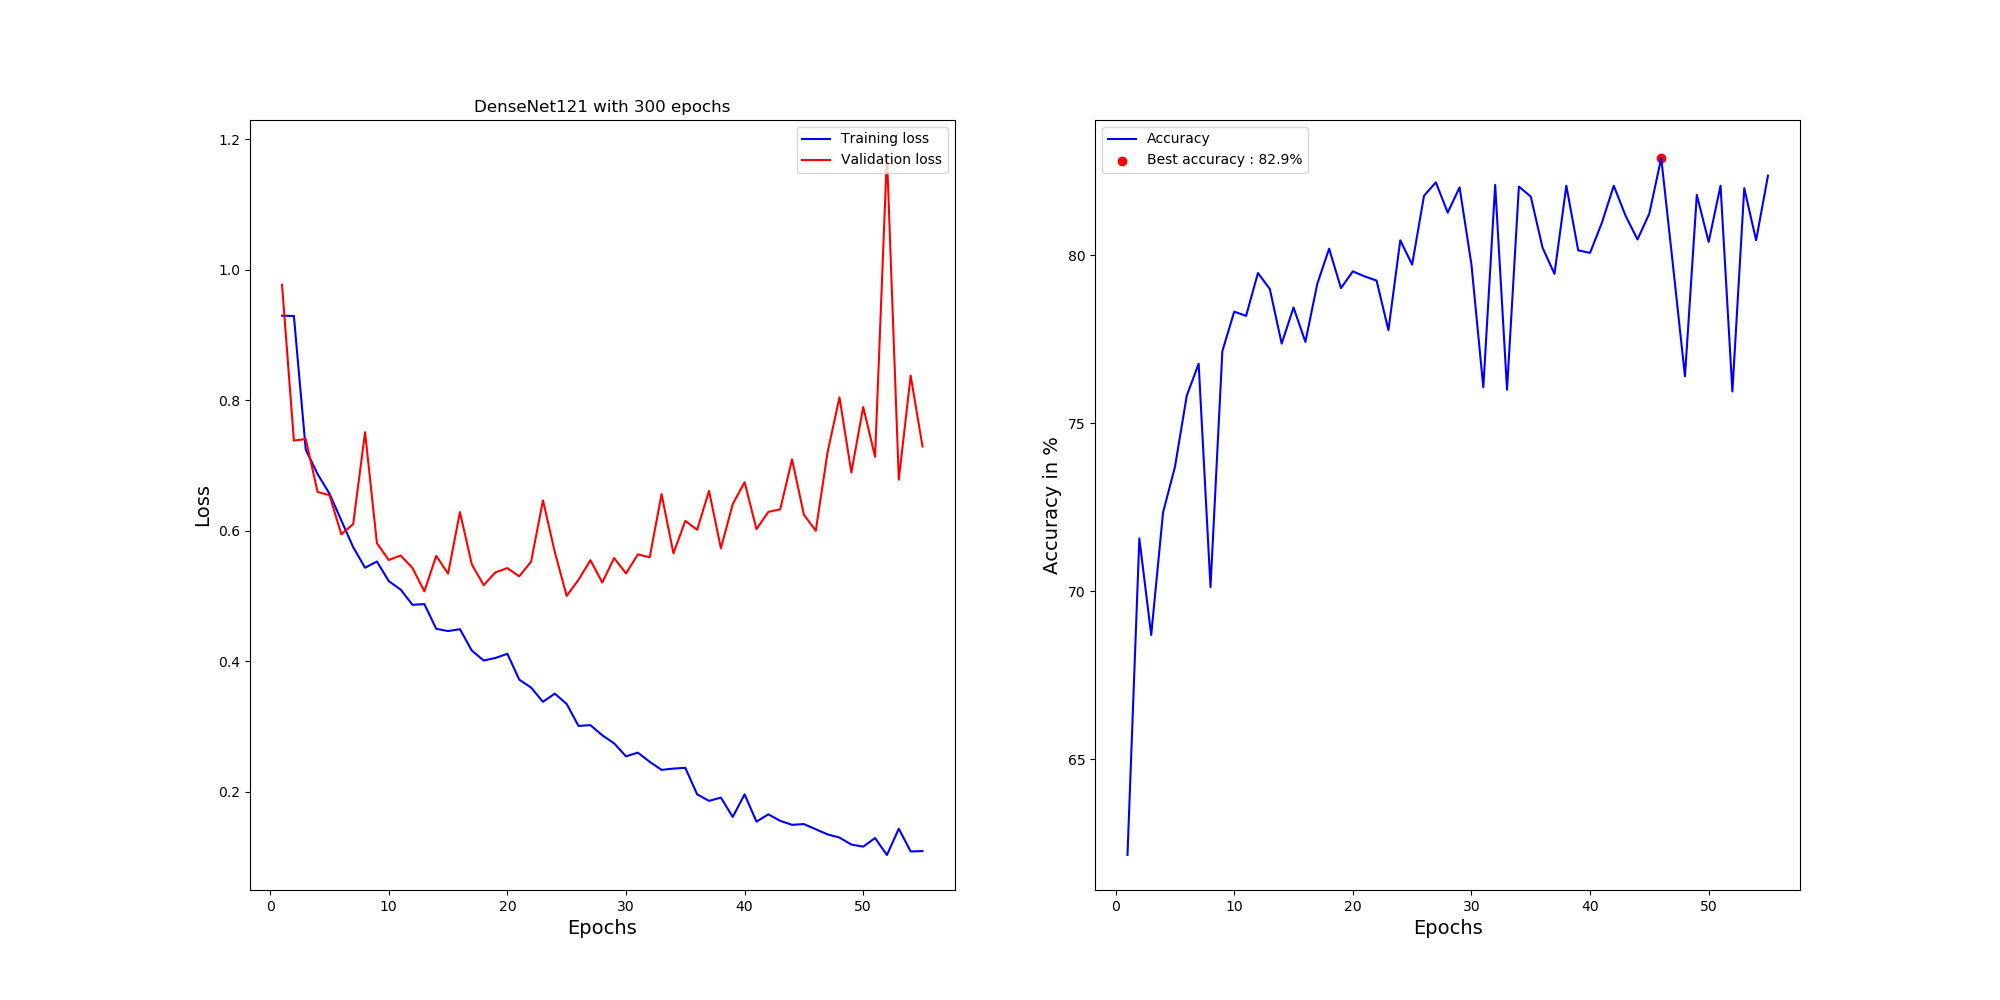 DenseNet121 with 300 epochs
Training loss
Validation loss
1.2
1.0
0.8
0.6
0.4
0.2
Loss
0 10 20 30 40 50
Epochs
Accuracy
Best accuracy : 82.9%
80
75
70
65
Accuracy in %
0 10 20 30 40 50
Epochs